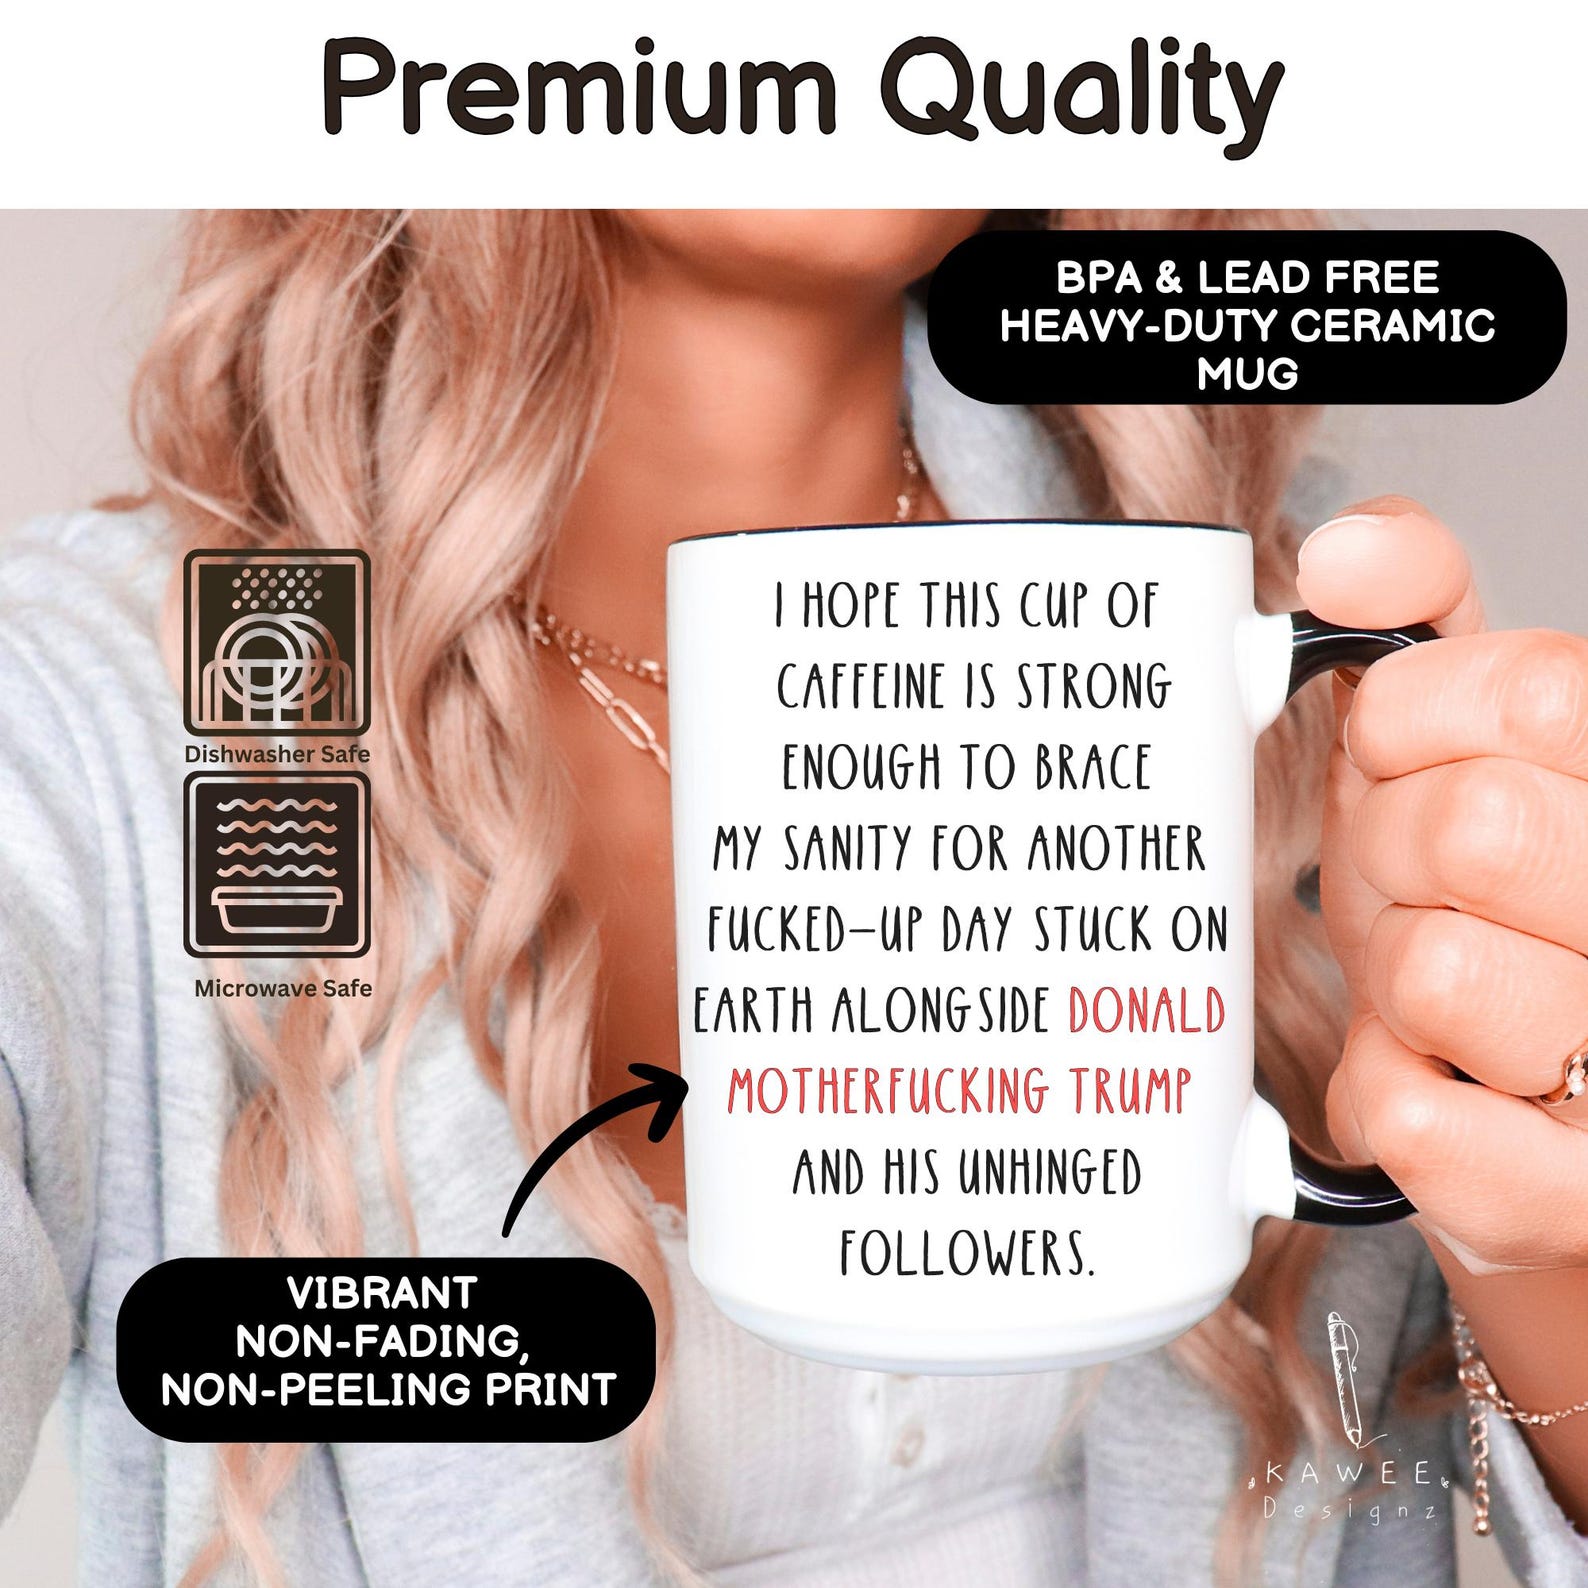 Premium Quality
BPA & LEAD FREE
HEAVY-DUTY CERAMIC
MUG
I HOPE THIS CUP OF
CAFFEINE IS STRONG
ENOUGH TO BRACE
MY SANITY FOR ANOTHER
FUCKED-UP DAY STUCK ON
EARTH ALONGSIDE DONALD
MOTHERFUCKING TRUMP
AND HIS UNHINGED
FOLLOWERS.
Dishwasher Safe
Microwave Safe
VIBRANT
NON-FADING,
NON-PEELING PRINT
KAWEE
Designz